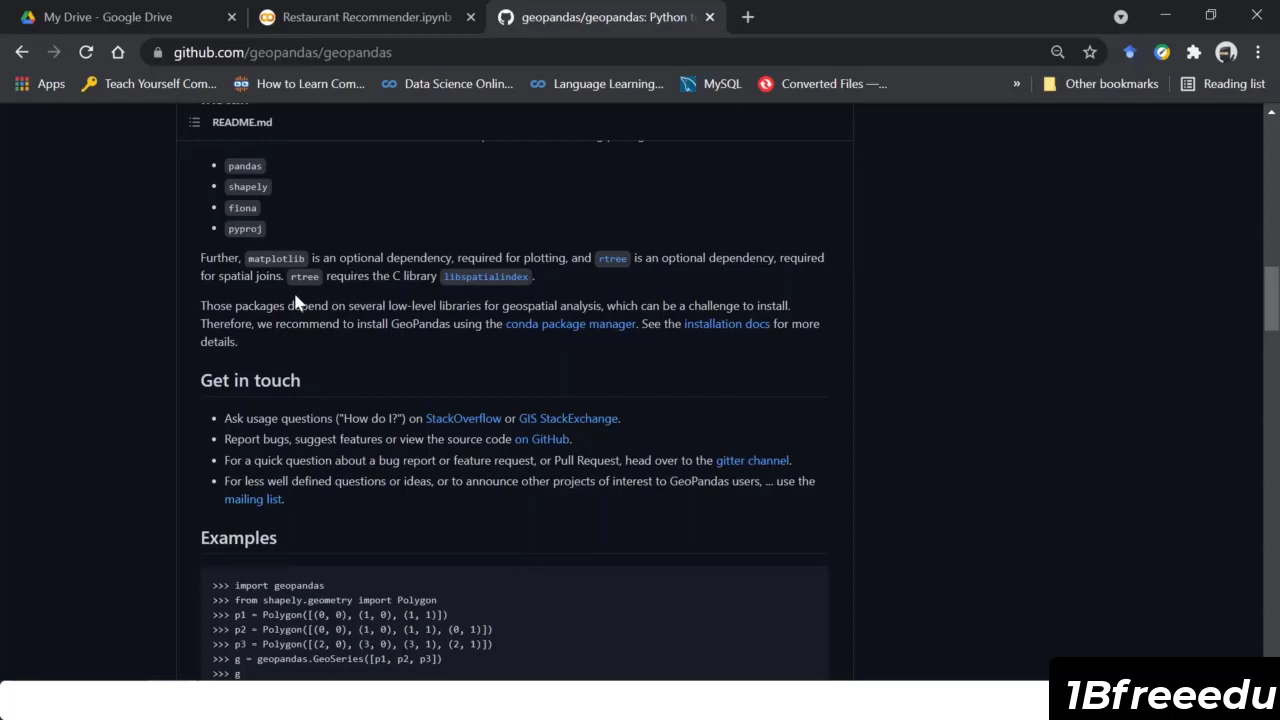 My Drive - Google Drive
Restaurant Recommender.ipynb
geopandas/geopandas: Python t
github.com/geopandas/geopandas
Apps
Teach Yourself Com...
How to Learn Com...
Data Science Onlin...
Language Learning...
MySQL
Converted Files —...
»
Other bookmarks
Reading list
README.md
pandas
shapely
fiona
pyproj
Further, matplotlib is an optional dependency, required for plotting, and rtree is an optional dependency, required
for spatial joins. rtree requires the C library libspatialindex.
Those packages depend on several low-level libraries for geospatial analysis, which can be a challenge to install.
Therefore, we recommend to install GeoPandas using the conda package manager. See the installation docs for more
details.
Get in touch
Ask usage questions ("How do I?") on StackOverflow or GIS StackExchange.
Report bugs, suggest features or view the source code on GitHub.
For a quick question about a bug report or feature request, or Pull Request, head over to the gitter channel.
For less well defined questions or ideas, or to announce other projects of interest to GeoPandas users, ... use the
mailing list.
Examples
>>> import geopandas
>>> from shapely.geometry import Polygon
>>> p1 = Polygon([(0, 0), (1, 0), (1, 1)])
>>> p2 = Polygon([(0, 0), (1, 0), (1, 1), (0, 1)])
>>> p3 = Polygon([(2, 0), (3, 0), (3, 1), (2, 1)])
>>> g = geopandas.GeoSeries([p1, p2, p3])
>>> g
1Bfreeedu